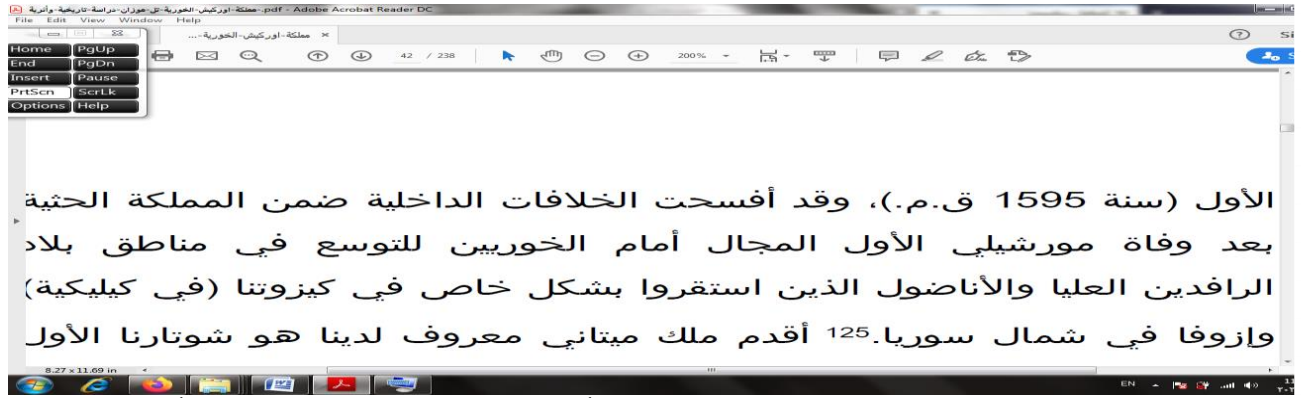 مملكة-اوركيش-الخورية-تل-موزان-دراسة-تاريخية-وأثرية.pdf - Adobe Acrobat Reader DC
File Edit View Window Help
مملكة-اوركيش-الخورية-... ×
Home PgUp
End PgDn
Insert Pause
PrtScn ScrLk
Options Help
42 / 238
200%
الأول (سنة 1595 ق.م.)، وقد أفسحت الخلافات الداخلية ضمن المملكة الحثية
بعد وفاة مورشيلي الأول المجال أمام الخوريين للتوسع في مناطق بلاد
الرافدين العليا والأناضول الذين استقروا بشكل خاص في كيزوتنا (في كيليكية)
وإزوفا في شمال سوريا.125 أقدم ملك ميتاني معروف لدينا هو شوتارنا الأول
8.27 x 11.69 in
EN